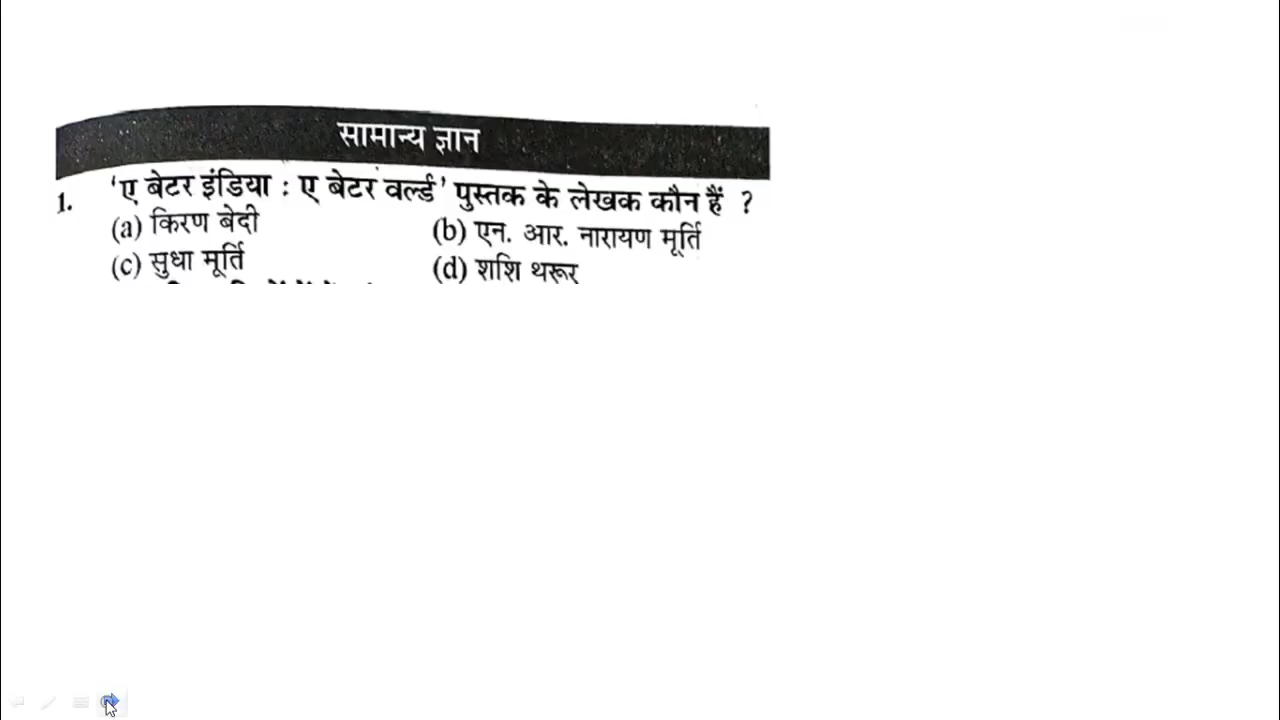 सामान्य ज्ञान
1. 'ए बेटर इंडिया : ए बेटर वर्ल्ड' पुस्तक के लेखक कौन हैं ?
(a) किरण बेदी (b) एन. आर. नारायण मूर्ति
(c) सुधा मूर्ति (d) शशि थरूर